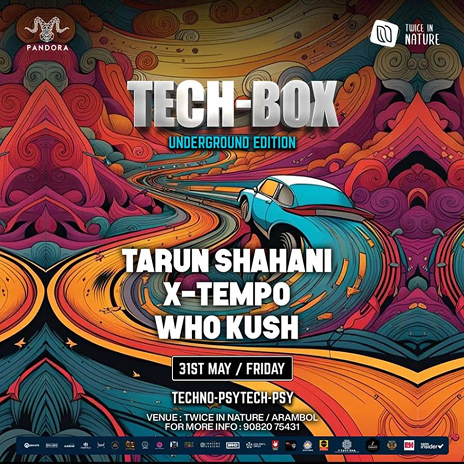 PANDORA
TWICE IN
NATURE
TECH-BOX
UNDERGROUND EDITION
TARUN SHAHANI
X-TEMPO
WHO KUSH
31ST MAY / FRIDAY
TECHNO-PSYTECH-PSY
VENUE : TWICE IN NATURE / ARAMBOL
FOR MORE INFO : 90820 75431
insider